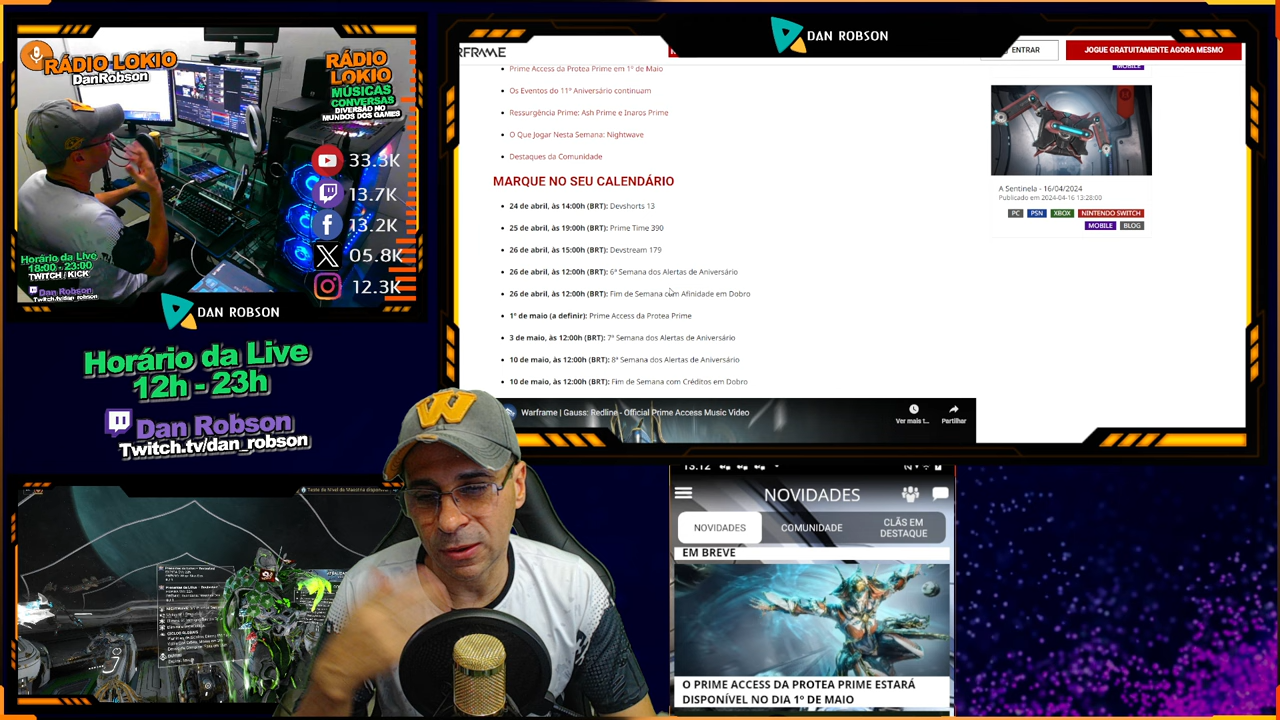 RÁDIO LOKIO
DanRobson
RÁDIO
LOKIO
MÚSICAS
CONVERSAS
DIVERSÃO NO
MUNDOS DOS GAMES
33.3K
13.7K
13.2K
05.8K
12.3K
Horário da Live
18:00 - 23:00
TWITCH / KICK
Dan Robson
Twitch.tv/dan_robson
DAN ROBSON
Horário da Live
12h - 23h
Dan Robson
Twitch.tv/dan_robson
DAN ROBSON
RFRAME
ENTRAR
JOGUE GRATUITAMENTE AGORA MESMO
Prime Access da Protea Prime em 1º de Maio
Os Eventos do 11º Aniversário continuam
Ressurgência Prime: Ash Prime e Inaros Prime
O Que Jogar Nesta Semana: Nightwave
Destaques da Comunidade
MARQUE NO SEU CALENDÁRIO
24 de abril, às 14:00h (BRT): Devshorts 13
25 de abril, às 19:00h (BRT): Prime Time 390
26 de abril, às 15:00h (BRT): Devstream 179
26 de abril, às 12:00h (BRT): 6ª Semana dos Alertas de Aniversário
26 de abril, às 12:00h (BRT): Fim de Semana com Afinidade em Dobro
1º de maio (a definir): Prime Access da Protea Prime
3 de maio, às 12:00h (BRT): 7ª Semana dos Alertas de Aniversário
10 de maio, às 12:00h (BRT): 8ª Semana dos Alertas de Aniversário
10 de maio, às 12:00h (BRT): Fim de Semana com Créditos em Dobro
Warframe | Gauss: Redline - Official Prime Access Music Video
Ver mais t...
Partilhar
MOBILE
A Sentinela - 16/04/2024
Publicado em 2024-04-16 13:28:00
PC PSN XBOX NINTENDO SWITCH
MOBILE BLOG
13:12
NOVIDADES
NOVIDADES
COMUNIDADE
CLÃS EM
DESTAQUE
EM BREVE
O PRIME ACCESS DA PROTEA PRIME ESTARÁ
DISPONÍVEL NO DIA 1º DE MAIO